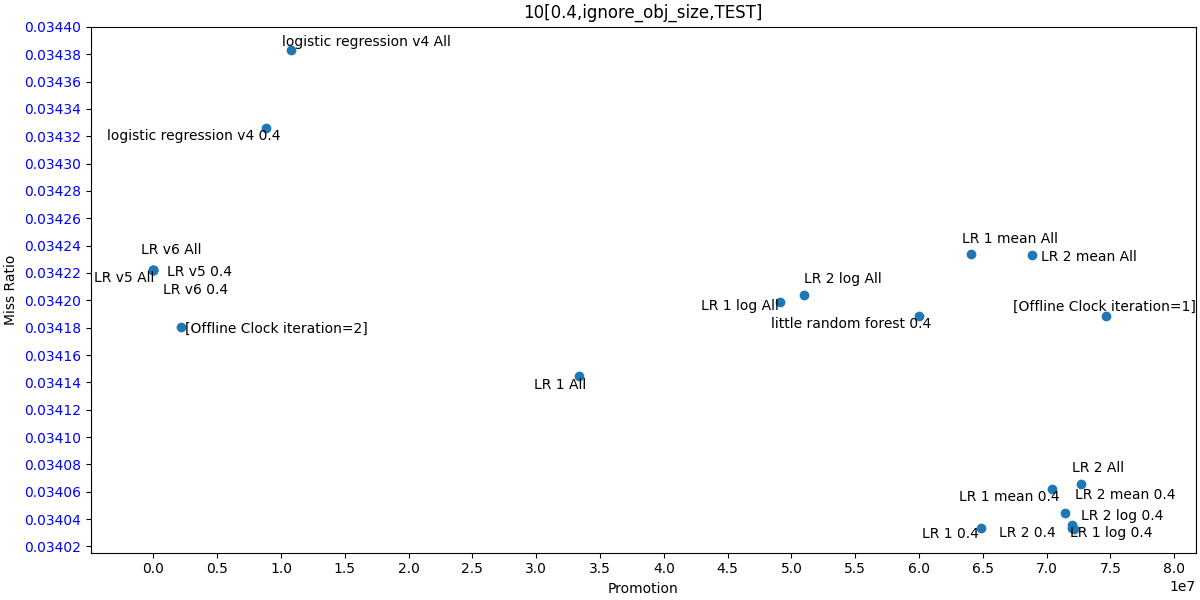 10[0.4,ignore_obj_size,TEST]
0.03440
0.03438
0.03436
0.03434
0.03432
0.03430
0.03428
0.03426
0.03424
0.03422
0.03420
0.03418
0.03416
0.03414
0.03412
0.03410
0.03408
0.03406
0.03404
0.03402
Miss Ratio
logistic regression v4 All
logistic regression v4 0.4
LR v6 All
LR v5 All
LR v5 0.4
LR v6 0.4
[Offline Clock iteration=2]
LR 1 mean All
LR 2 mean All
LR 2 log All
LR 1 log All
little random forest 0.4
[Offline Clock iteration=1]
LR 1 All
LR 2 All
LR 1 mean 0.4
LR 2 mean 0.4
LR 2 log 0.4
LR 1 0.4
LR 2 0.4
LR 1 log 0.4
0.0 0.5 1.0 1.5 2.0 2.5 3.0 3.5 4.0 4.5 5.0 5.5 6.0 6.5 7.0 7.5 8.0
1e7
Promotion